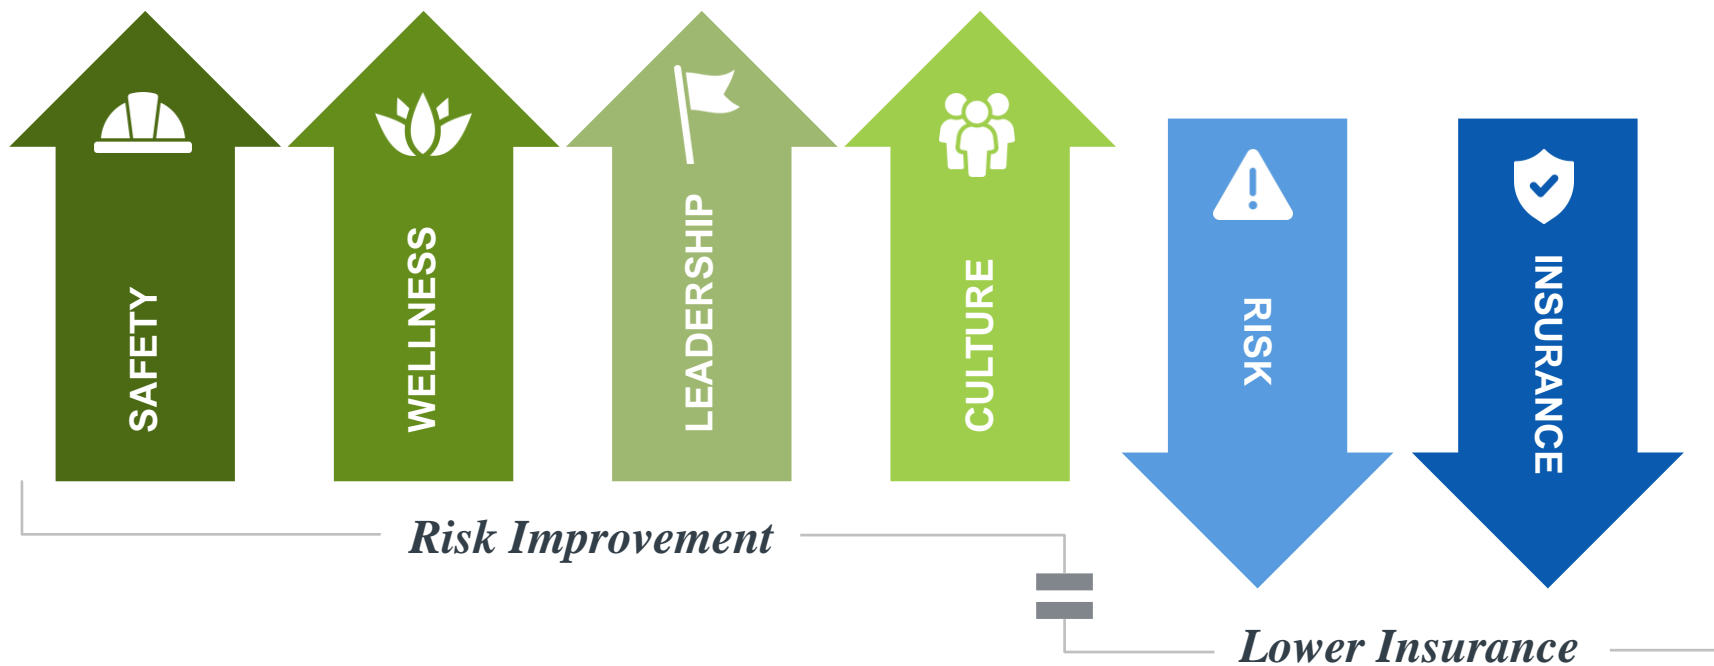 SAFETY
WELLNESS
LEADERSHIP
CULTURE
RISK
INSURANCE
Risk Improvement
Lower Insurance